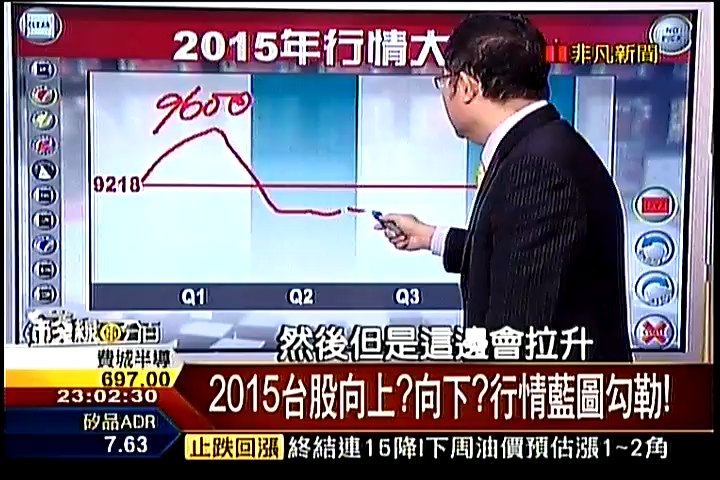 2015年行情大
非凡新聞
9600
9218
Q1
Q2
Q3
然後但是這邊會拉升
費城半導
697.00
23:02:30
矽品ADR
7.63
2015台股向上?向下?行情藍圖勾勒!
止跌回漲 終結連15降!下周油價預估漲1~2角